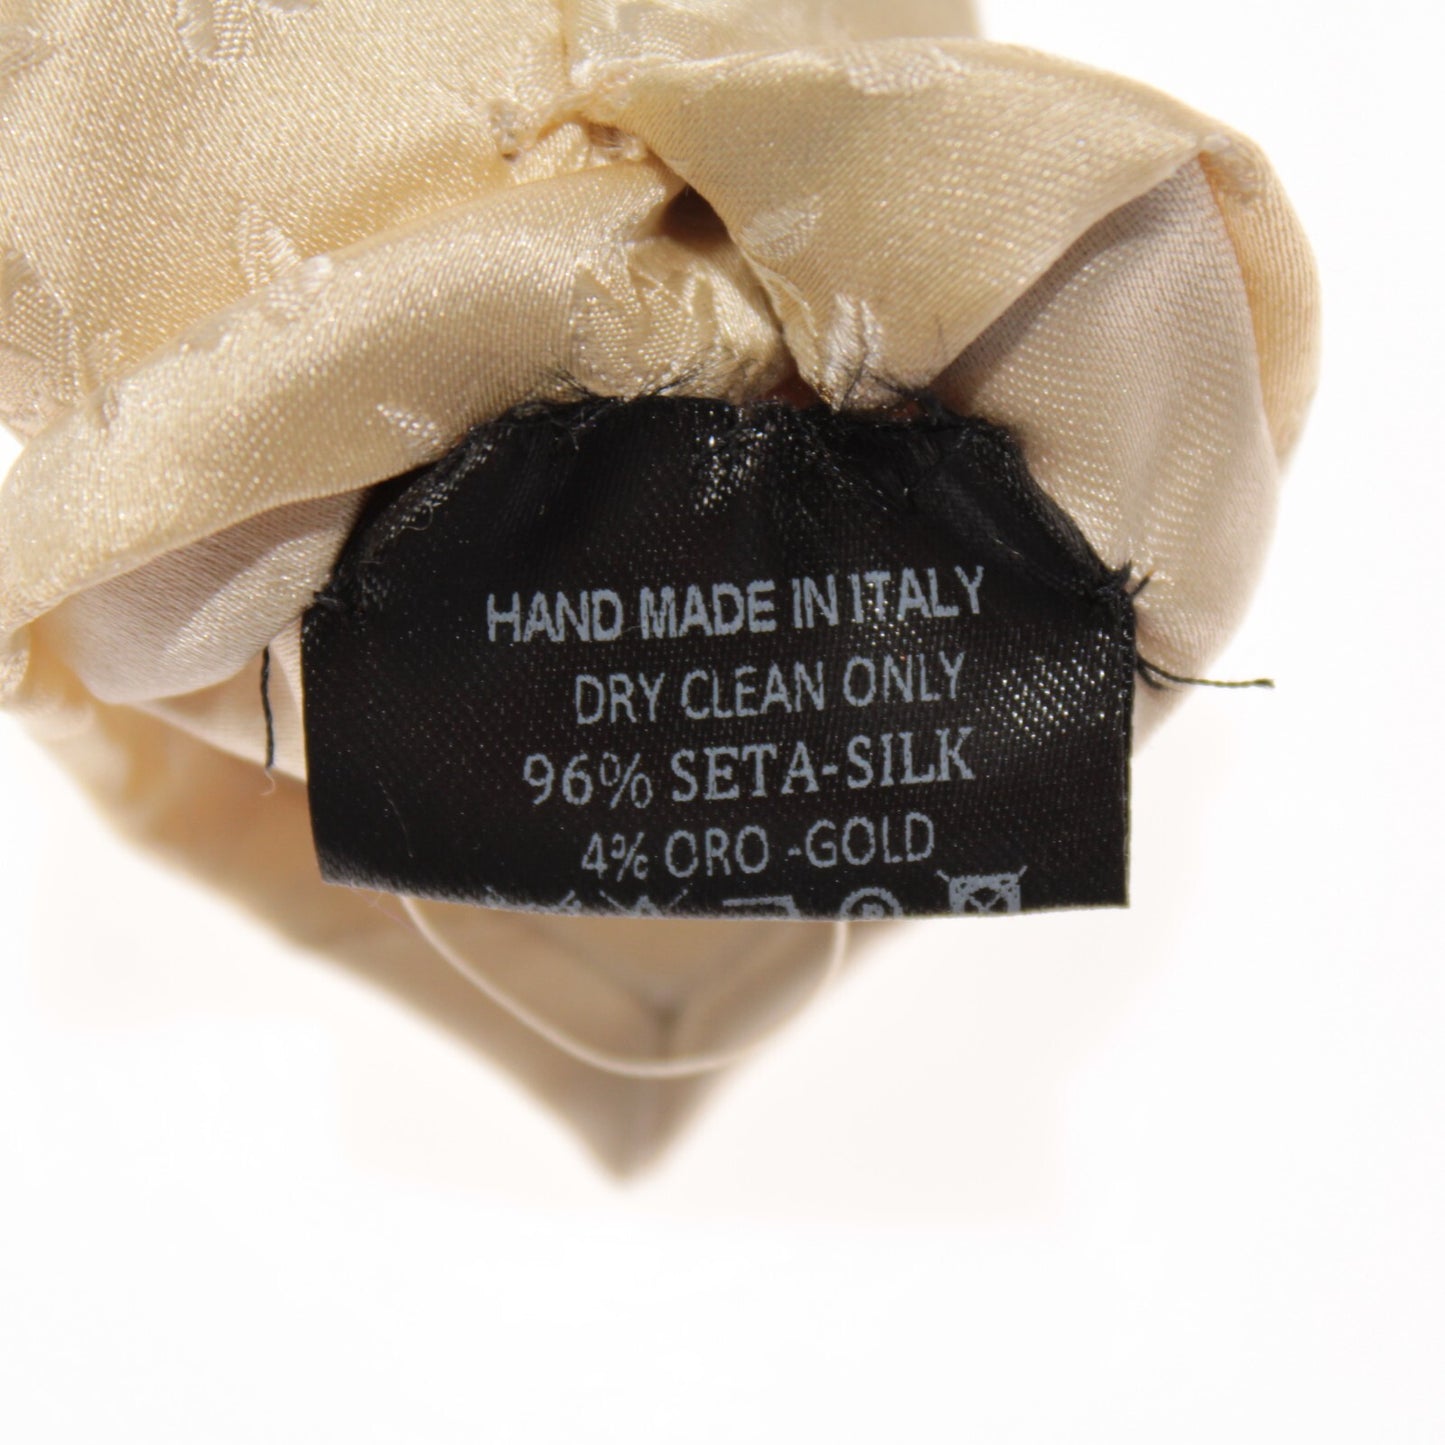 HAND MADE IN ITALY
DRY CLEAN ONLY
96% SETA-SILK
4% ORO -GOLD